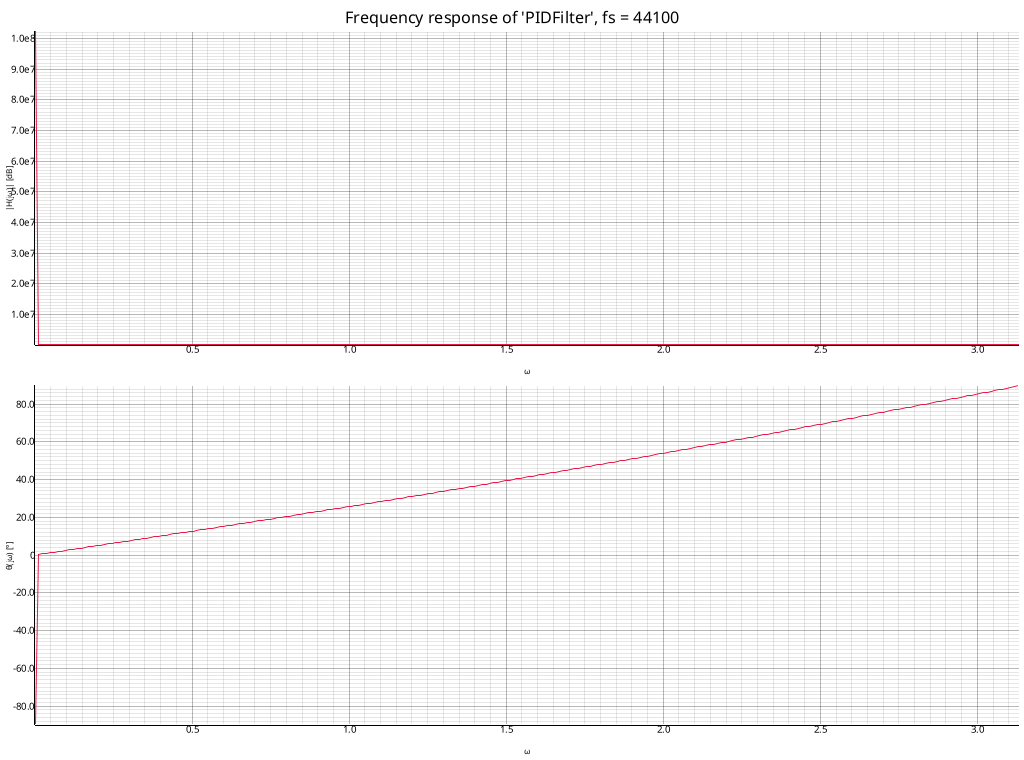 Frequency response of 'PIDFilter', fs = 44100
1.0e8
9.0e7
8.0e7
7.0e7
6.0e7
5.0e7
4.0e7
3.0e7
2.0e7
1.0e7
|H(jω)| [dB]
0.5 1.0 1.5 2.0 2.5 3.0
ω
80.0
60.0
40.0
20.0
0
-20.0
-40.0
-60.0
-80.0
θ(jω) [°]
0.5 1.0 1.5 2.0 2.5 3.0
ω